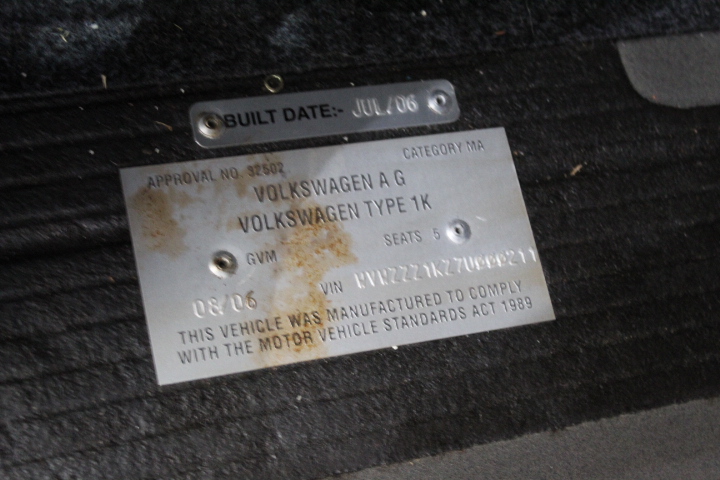 BUILT DATE:- JUL/06
APPROVAL NO. 32502 CATEGORY MA
VOLKSWAGEN A G
VOLKSWAGEN TYPE 1K
GVM SEATS 5
08/06 VIN
THIS VEHICLE WAS MANUFACTURED TO COMPLY
WITH THE MOTOR VEHICLE STANDARDS ACT 1989